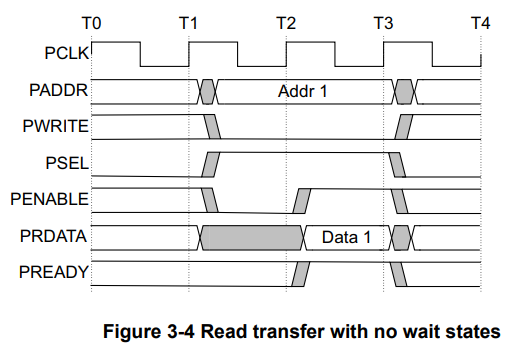 T0 T1 T2 T3 T4
PCLK
PADDR Addr 1
PWRITE
PSEL
PENABLE
PRDATA Data 1
PREADY
Figure 3-4 Read transfer with no wait states